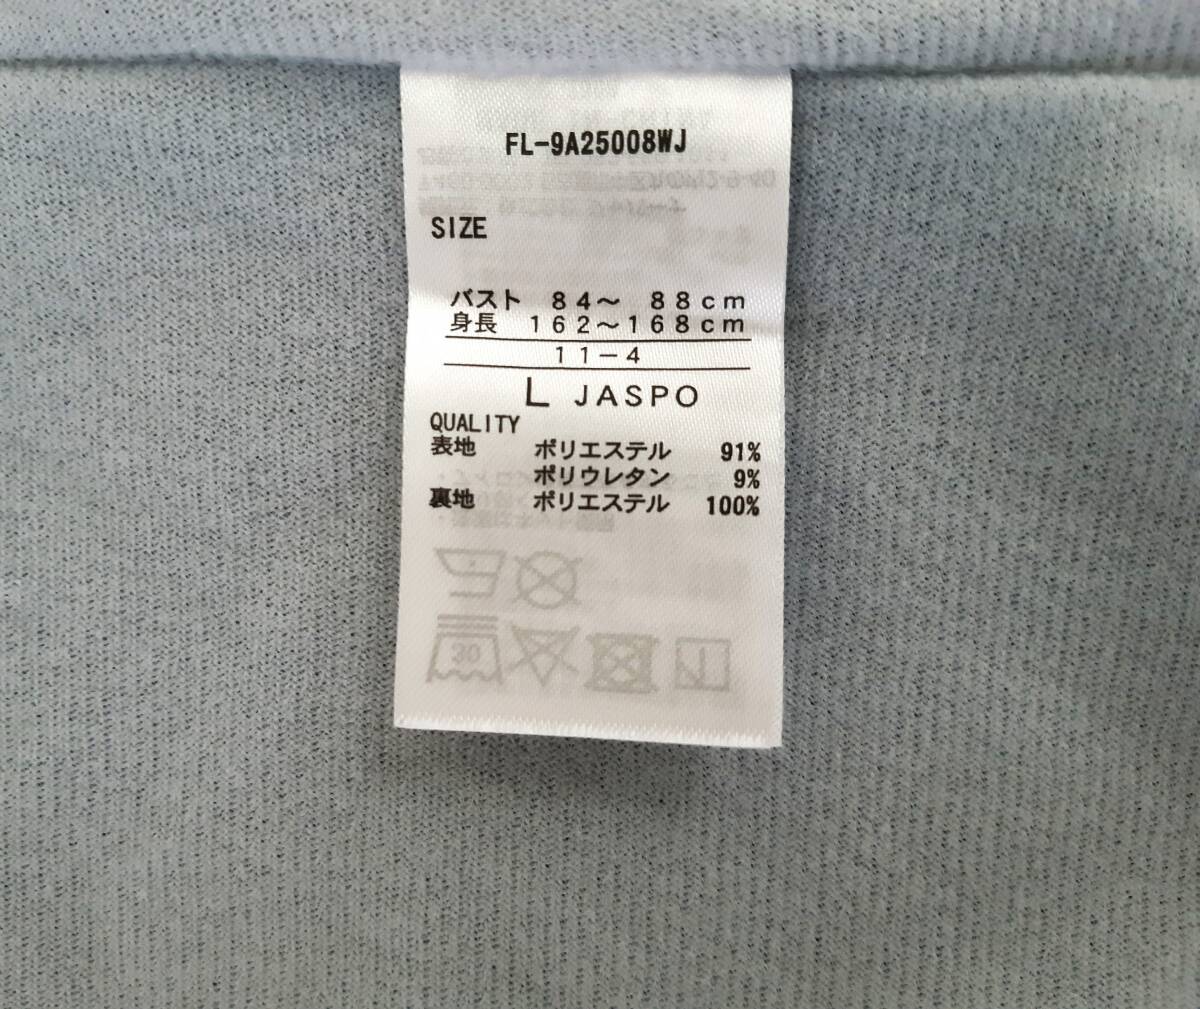 FL-9A25008WJ
SIZE
バスト 84～ 88cm
身長 162～168cm
11－4
L JASPO
QUALITY
表地 ポリエステル 91%
ポリウレタン 9%
裏地 ポリエステル 100%
30